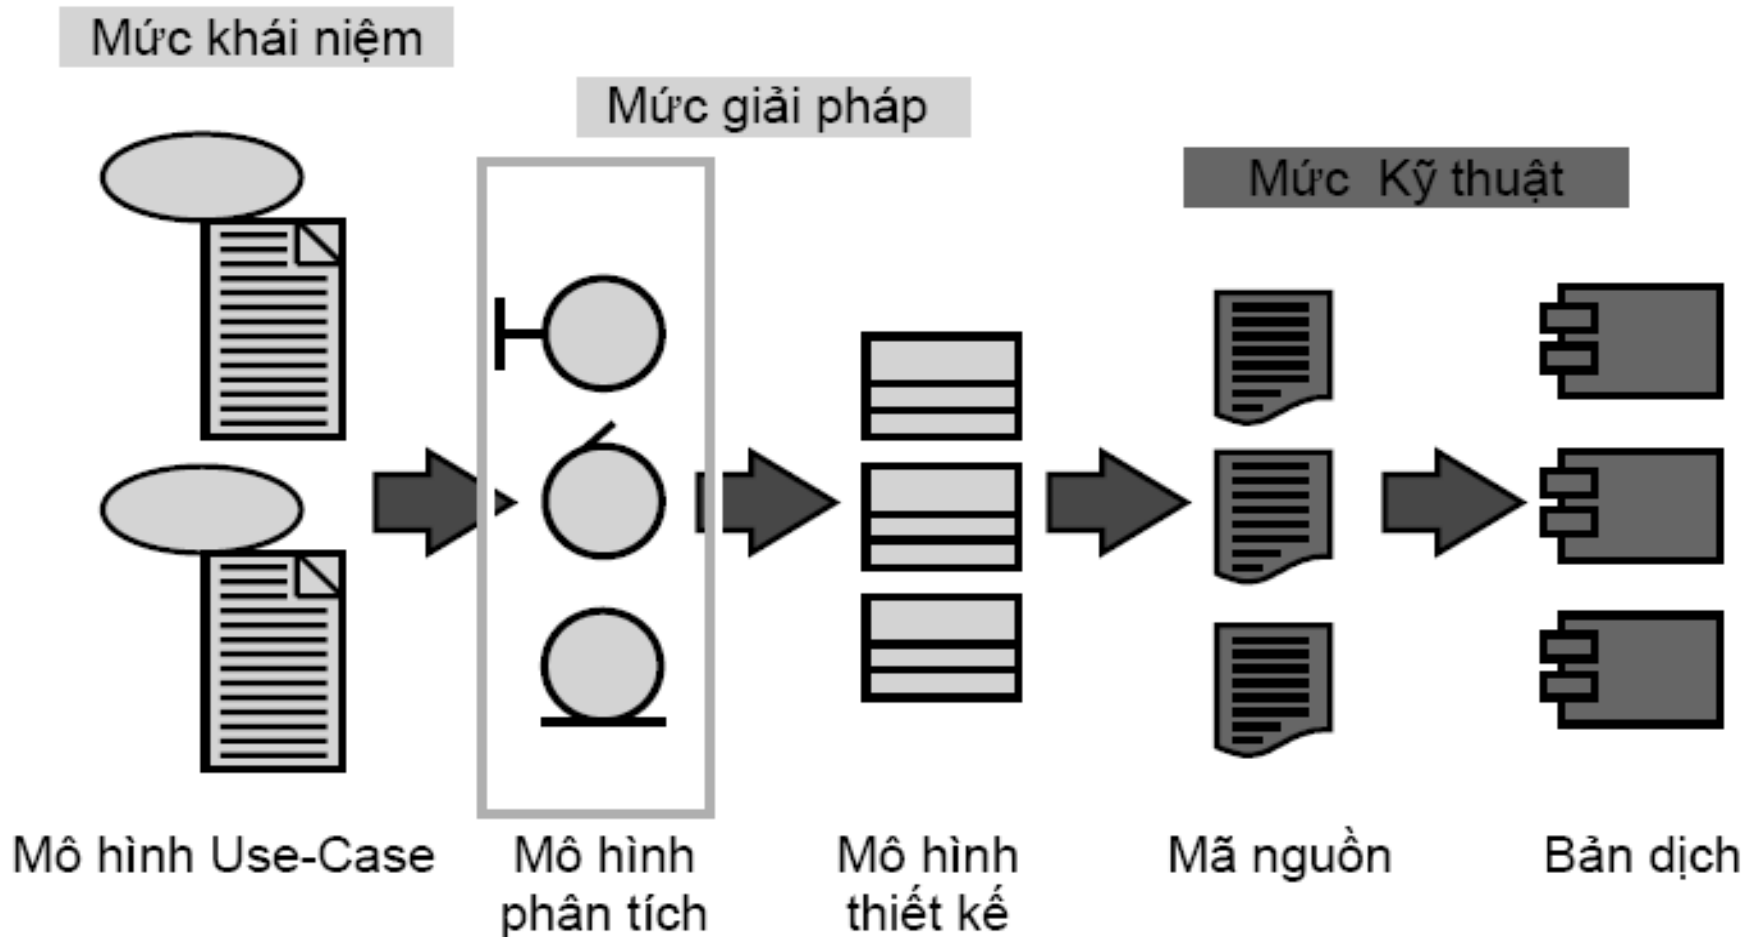 Mức khái niệm
Mức giải pháp
Mức Kỹ thuật
Mô hình Use-Case
Mô hình
phân tích
Mô hình
thiết kế
Mã nguồn
Bản dịch